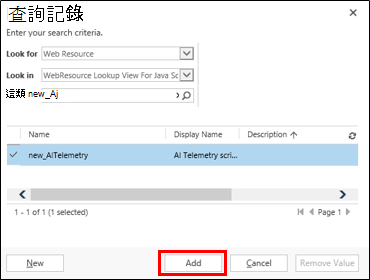 查詢記錄
Enter your search criteria.
Look for Web Resource
Look in WebResource Lookup View For Java Sc
這類 new_Aj
Name Display Name Description
new_AITelemetry AI Telemetry scri...
1 - 1 of 1 (1 selected) Page 1
New Add Cancel Remove Value